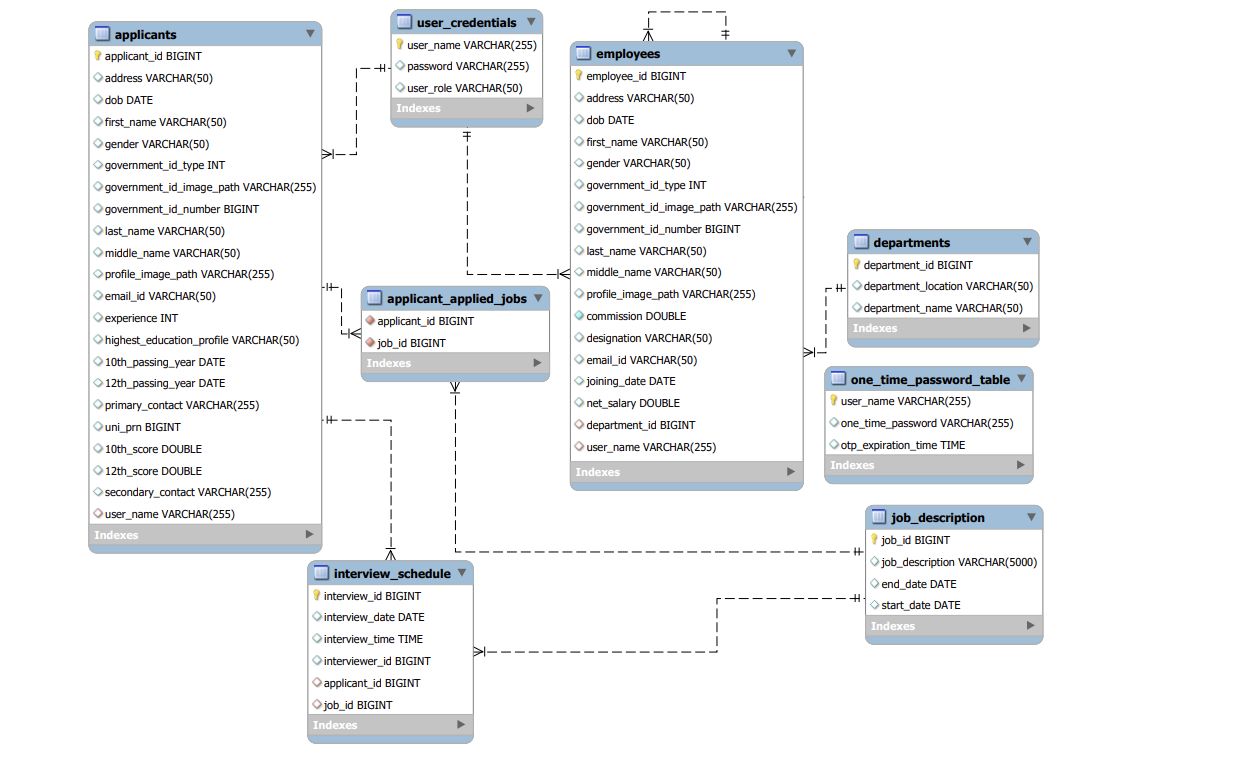 applicants
applicant_id BIGINT
address VARCHAR(50)
dob DATE
first_name VARCHAR(50)
gender VARCHAR(50)
government_id_type INT
government_id_image_path VARCHAR(255)
government_id_number BIGINT
last_name VARCHAR(50)
middle_name VARCHAR(50)
profile_image_path VARCHAR(255)
email_id VARCHAR(50)
experience INT
highest_education_profile VARCHAR(50)
10th_passing_year DATE
12th_passing_year DATE
primary_contact VARCHAR(255)
uni_prn BIGINT
10th_score DOUBLE
12th_score DOUBLE
secondary_contact VARCHAR(255)
user_name VARCHAR(255)
Indexes
user_credentials
user_name VARCHAR(255)
password VARCHAR(255)
user_role VARCHAR(50)
Indexes
employees
employee_id BIGINT
address VARCHAR(50)
dob DATE
first_name VARCHAR(50)
gender VARCHAR(50)
government_id_type INT
government_id_image_path VARCHAR(255)
government_id_number BIGINT
last_name VARCHAR(50)
middle_name VARCHAR(50)
profile_image_path VARCHAR(255)
commission DOUBLE
designation VARCHAR(50)
email_id VARCHAR(50)
joining_date DATE
net_salary DOUBLE
department_id BIGINT
user_name VARCHAR(255)
Indexes
departments
department_id BIGINT
department_location VARCHAR(50)
department_name VARCHAR(50)
Indexes
applicant_applied_jobs
applicant_id BIGINT
job_id BIGINT
Indexes
one_time_password_table
user_name VARCHAR(255)
one_time_password VARCHAR(255)
otp_expiration_time TIME
Indexes
job_description
job_id BIGINT
job_description VARCHAR(5000)
end_date DATE
start_date DATE
Indexes
interview_schedule
interview_id BIGINT
interview_date DATE
interview_time TIME
interviewer_id BIGINT
applicant_id BIGINT
job_id BIGINT
Indexes